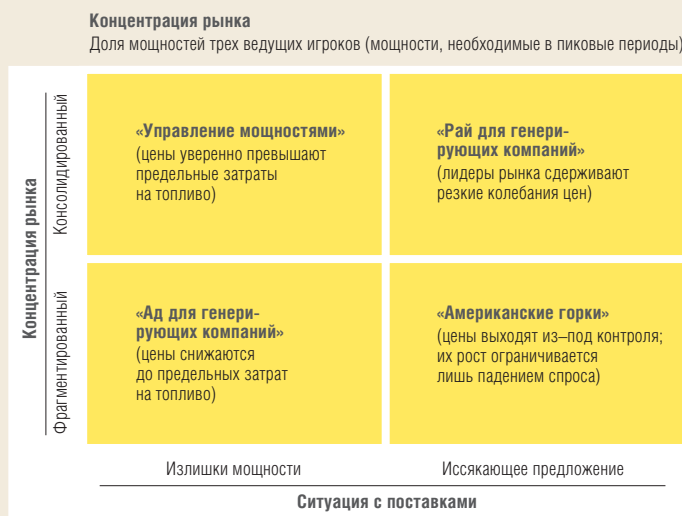 Концентрация рынка
Доля мощностей трех ведущих игроков (мощности, необходимые в пиковые периоды)
Концентрация рынка
Консолидированный
«Управление мощностями»
(цены уверенно превышают
предельные затраты
на топливо)
«Рай для генери-
рующих компаний»
(лидеры рынка сдерживают
резкие колебания цен)
Фрагментированный
«Ад для генери-
рующих компаний»
(цены снижаются
до предельных затрат
на топливо)
«Американские горки»
(цены выходят из–под контроля;
их рост ограничивается
лишь падением спроса)
Излишки мощности
Иссякающее предложение
Ситуация с поставками